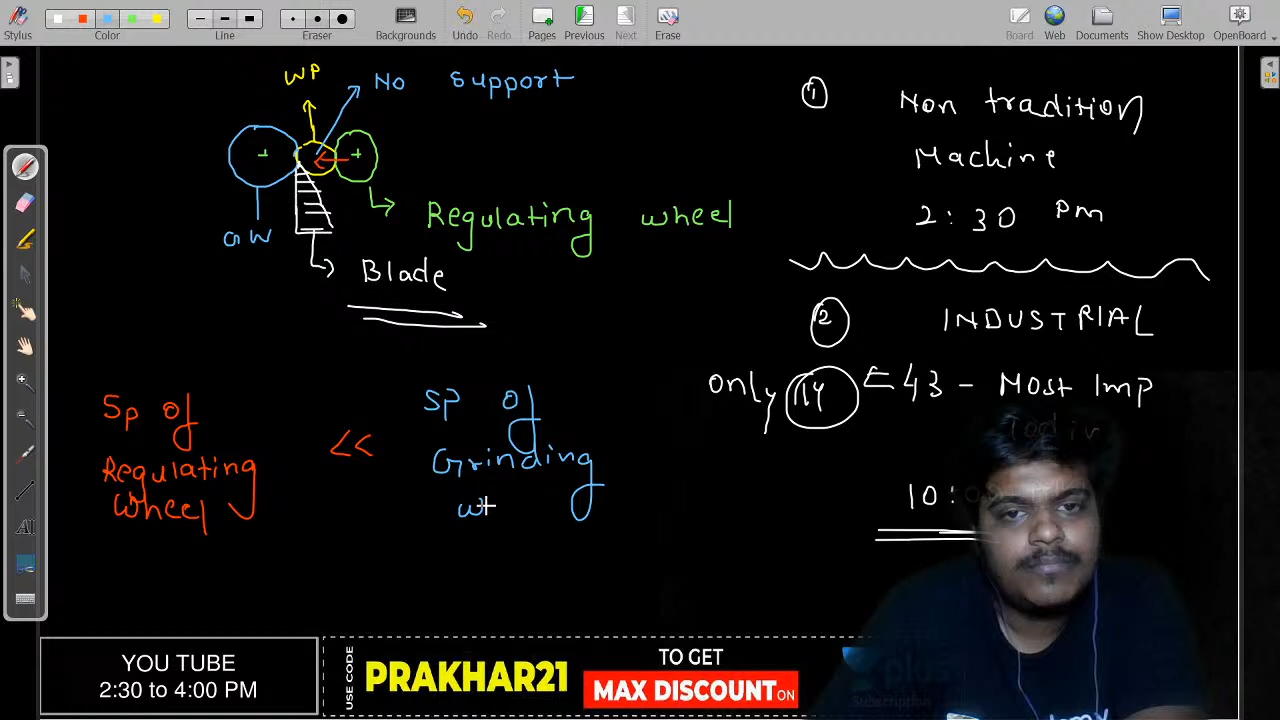 Stylus
Color
Line
Eraser
Backgrounds
Undo
Redo
Pages
Previous
Next
Erase
Board
Web
Documents
Show Desktop
OpenBoard
WP
No support
GW
Regulating wheel
Blade
Sp of
Regulating
Wheel
<<
SP of
Grinding
1
Non tradition
Machine
2:30 Pm
2
INDUSTRIAL
only 114 43 - Most Imp
10:
YOU TUBE
2:30 to 4:00 PM
USE CODE
PRAKHAR21
TO GET
MAX DISCOUNT ON
plus
Subscription